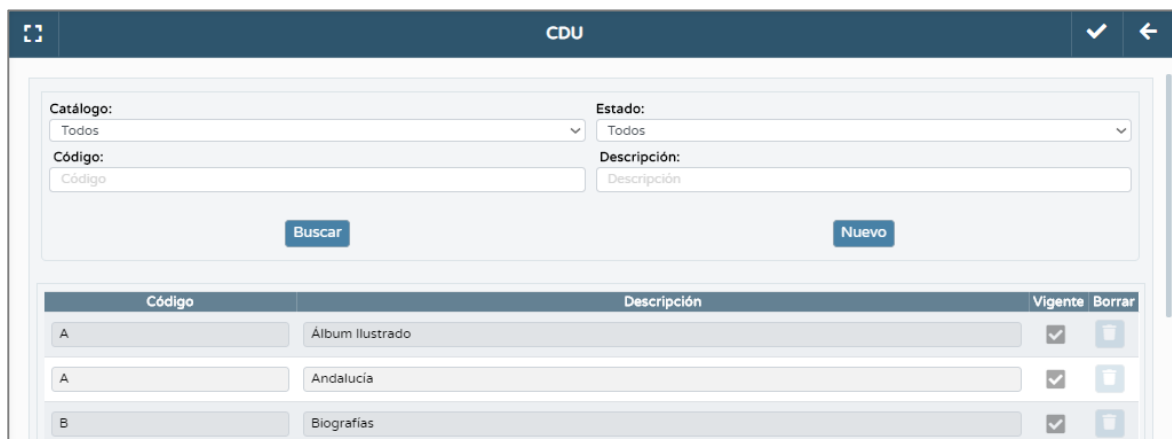 CDU
Catálogo: Estado:
Todos Todos
Código: Descripción:
Código Descripción
Buscar Nuevo
Código Descripción Vigente Borrar
A Álbum Ilustrado
A Andalucía
B Biografías